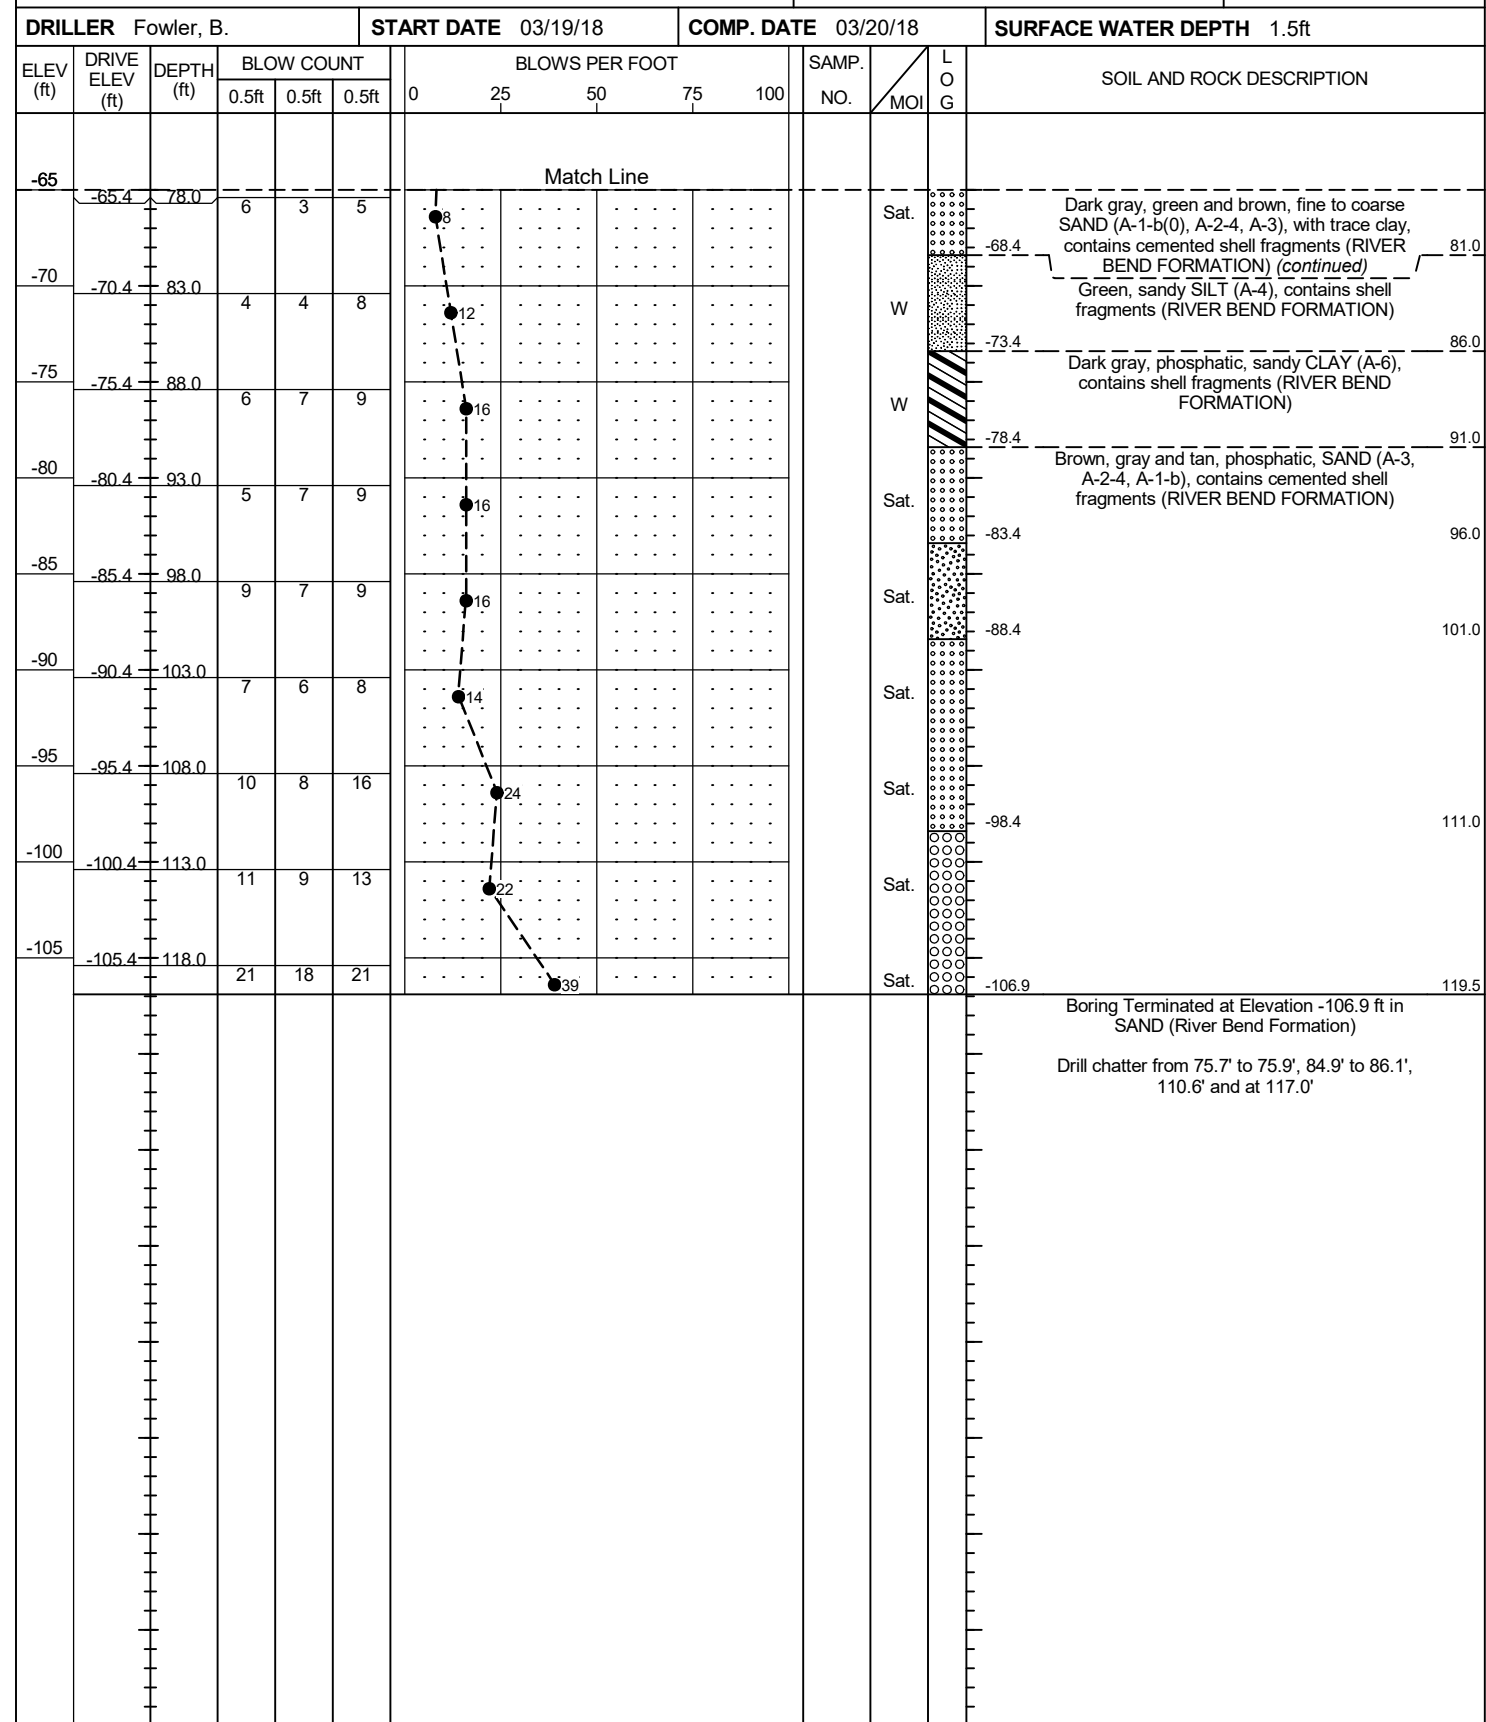 DRILLER Fowler, B. START DATE 03/19/18 COMP. DATE 03/20/18 SURFACE WATER DEPTH 1.5ft
ELEV (ft) DRIVE ELEV (ft) DEPTH (ft) BLOW COUNT BLOWS PER FOOT SAMP. NO. MOI LOG SOIL AND ROCK DESCRIPTION
0.5ft 0.5ft 0.5ft 0 25 50 75 100
Match Line
-65
-65.4 78.0
6 3 5 8 Sat.
Dark gray, green and brown, fine to coarse
SAND (A-1-b(0), A-2-4, A-3), with trace clay,
-68.4 contains cemented shell fragments (RIVER 81.0
BEND FORMATION) (continued)
-70
-70.4 83.0
4 4 8 12 W
Green, sandy SILT (A-4), contains shell
fragments (RIVER BEND FORMATION)
-73.4 86.0
-75
-75.4 88.0
6 7 9 16 W
Dark gray, phosphatic, sandy CLAY (A-6),
contains shell fragments (RIVER BEND
FORMATION)
-78.4 91.0
-80
-80.4 93.0
5 7 9 16 Sat.
Brown, gray and tan, phosphatic, SAND (A-3,
A-2-4, A-1-b), contains cemented shell
fragments (RIVER BEND FORMATION)
-83.4 96.0
-85
-85.4 98.0
9 7 9 16 Sat.
-88.4 101.0
-90
-90.4 103.0
7 6 8 14 Sat.
-95
-95.4 108.0
10 8 16 24 Sat.
-98.4 111.0
-100
-100.4 113.0
11 9 13 22 Sat.
-105
-105.4 118.0
21 18 21 39 Sat.
-106.9 119.5
Boring Terminated at Elevation -106.9 ft in
SAND (River Bend Formation)
Drill chatter from 75.7' to 75.9', 84.9' to 86.1',
110.6' and at 117.0'